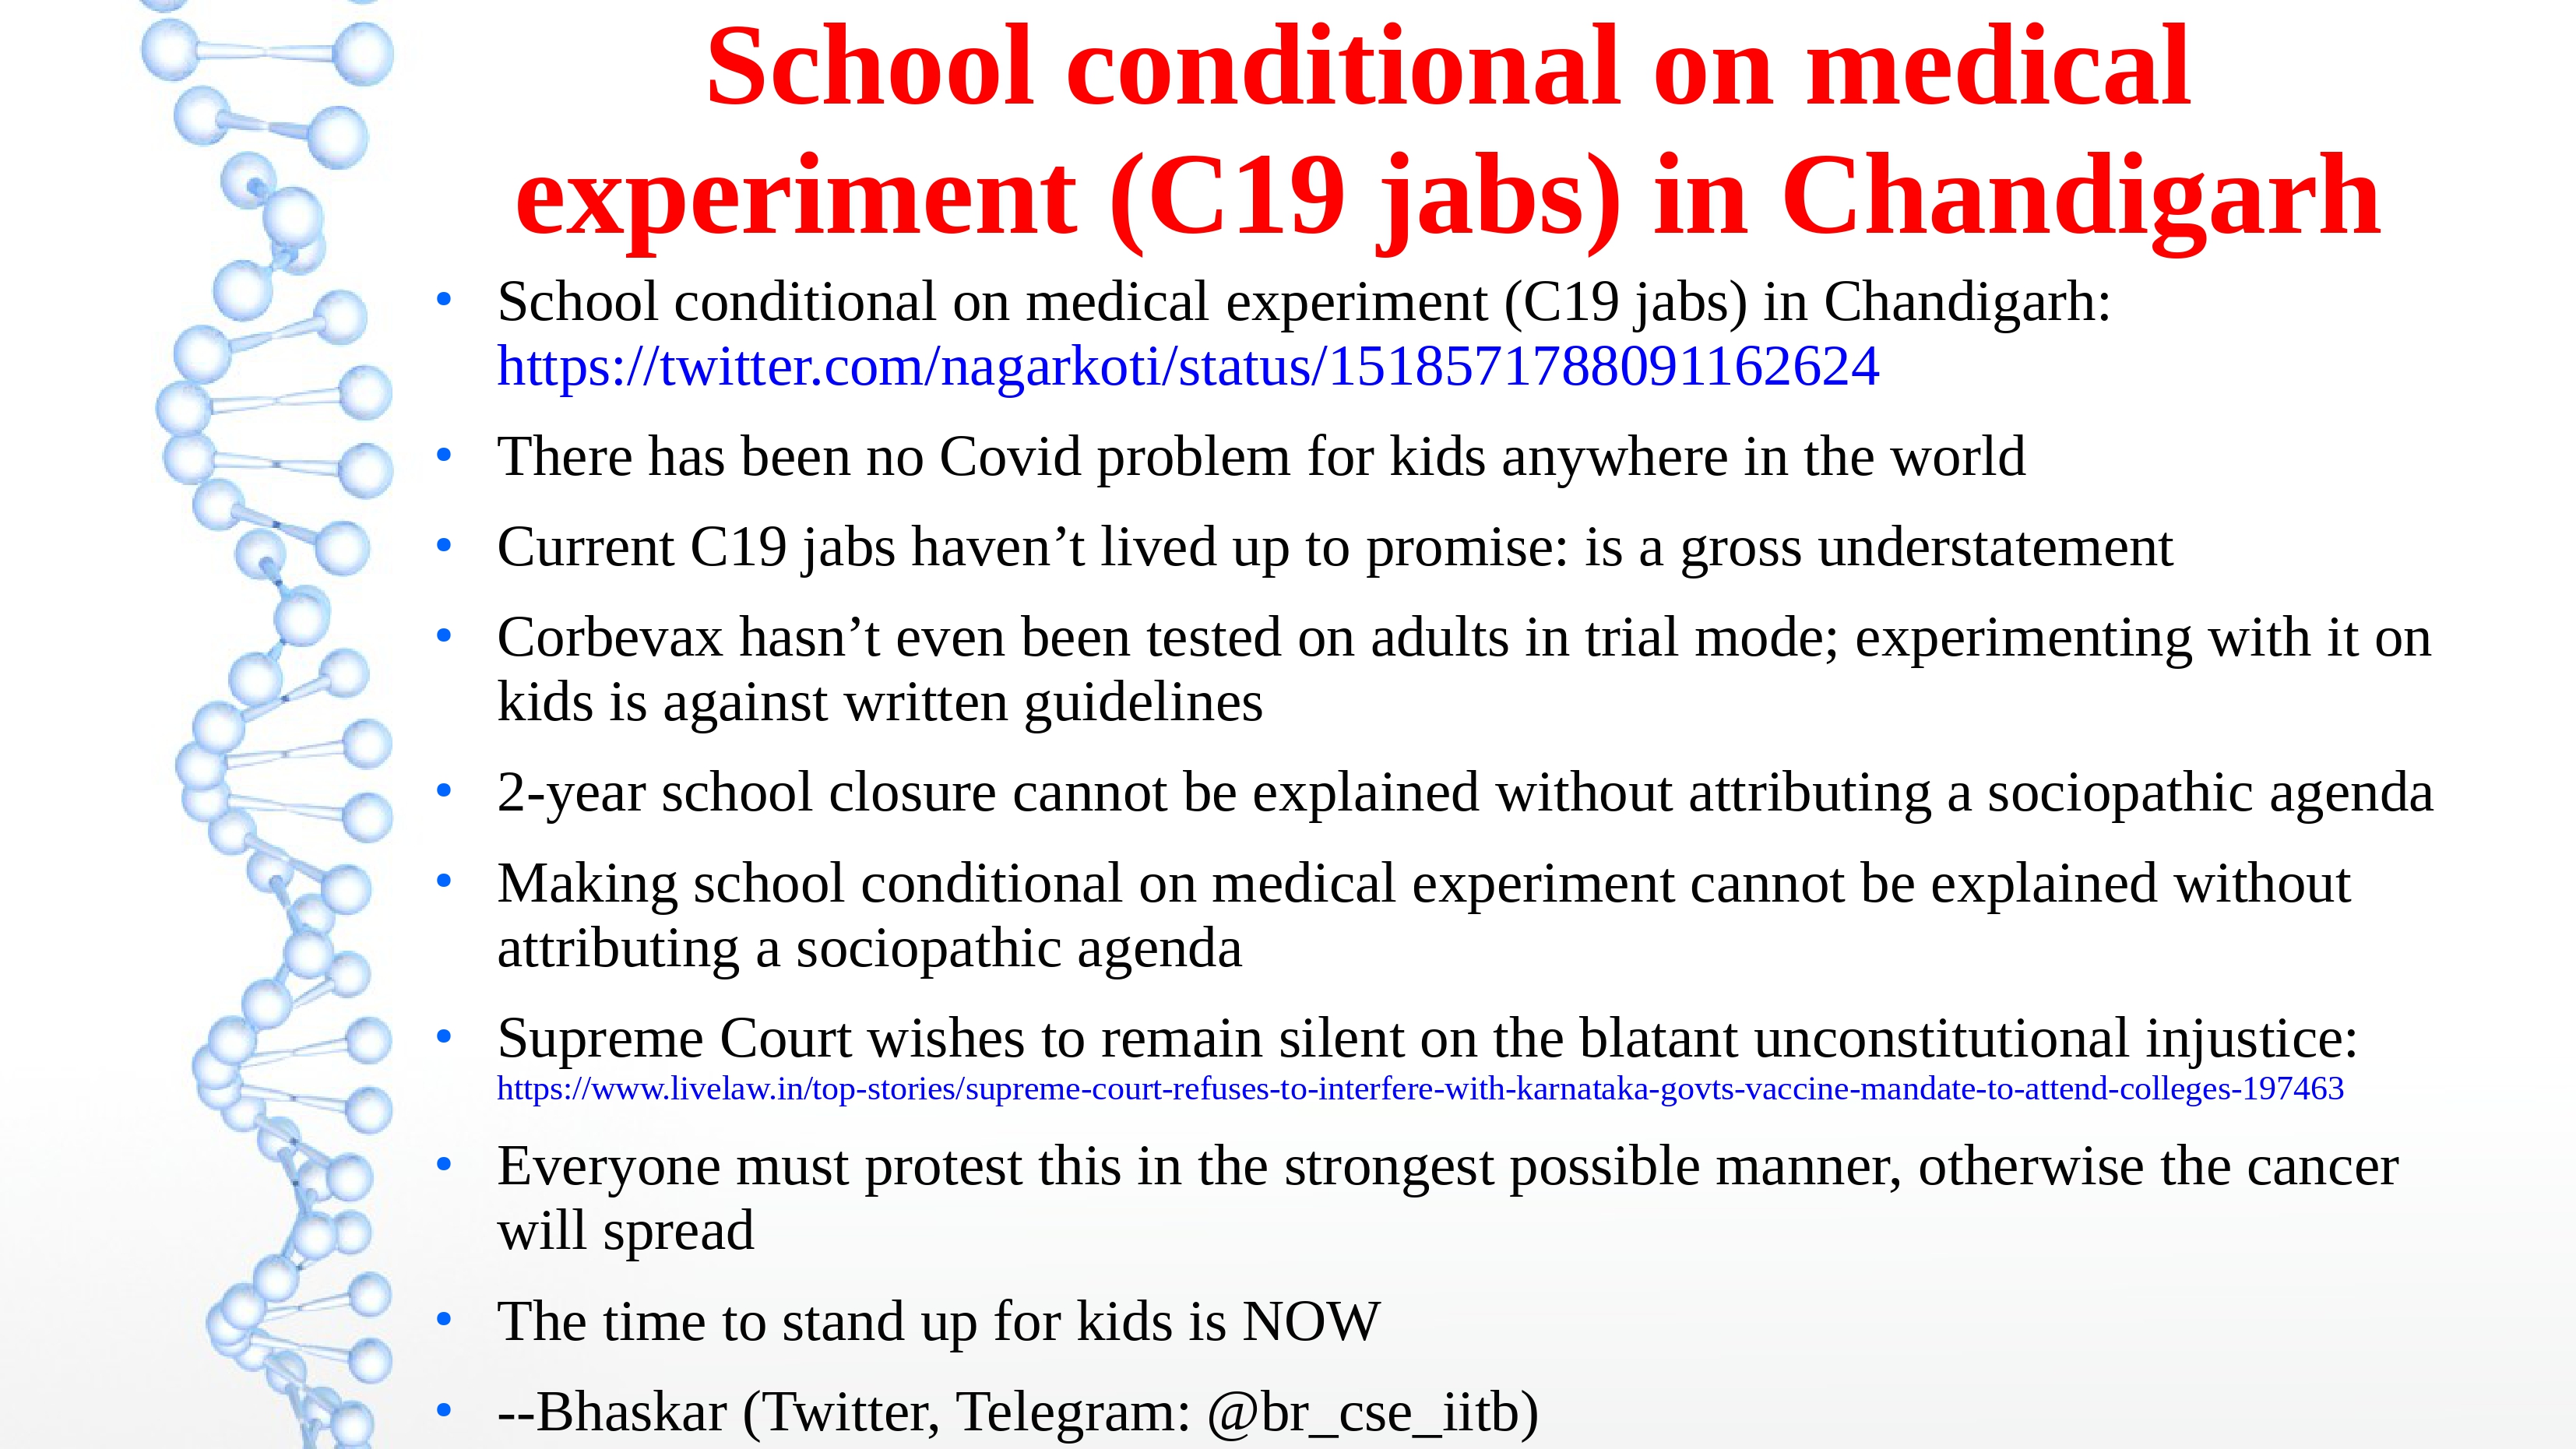 School conditional on medical
experiment (C19 jabs) in Chandigarh
• School conditional on medical experiment (C19 jabs) in Chandigarh:
https://twitter.com/nagarkoti/status/1518571788091162624
• There has been no Covid problem for kids anywhere in the world
• Current C19 jabs haven’t lived up to promise: is a gross understatement
• Corbevax hasn’t even been tested on adults in trial mode; experimenting with it on
kids is against written guidelines
• 2-year school closure cannot be explained without attributing a sociopathic agenda
• Making school conditional on medical experiment cannot be explained without
attributing a sociopathic agenda
• Supreme Court wishes to remain silent on the blatant unconstitutional injustice:
https://www.livelaw.in/top-stories/supreme-court-refuses-to-interfere-with-karnataka-govts-vaccine-mandate-to-attend-colleges-197463
• Everyone must protest this in the strongest possible manner, otherwise the cancer
will spread
• The time to stand up for kids is NOW
• --Bhaskar (Twitter, Telegram: @br_cse_iitb)